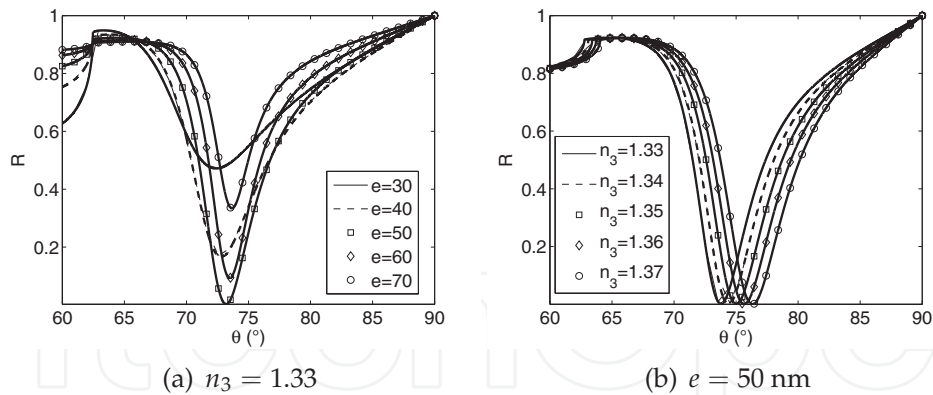 1
0.8
0.6
0.4
0.2
R
60 65 70 75 80 85 90
θ (°)
e=30
e=40
e=50
e=60
e=70
(a) n₃ = 1.33
1
0.8
0.6
0.4
0.2
R
60 65 70 75 80 85 90
θ (°)
n₃=1.33
n₃=1.34
n₃=1.35
n₃=1.36
n₃=1.37
(b) e = 50 nm